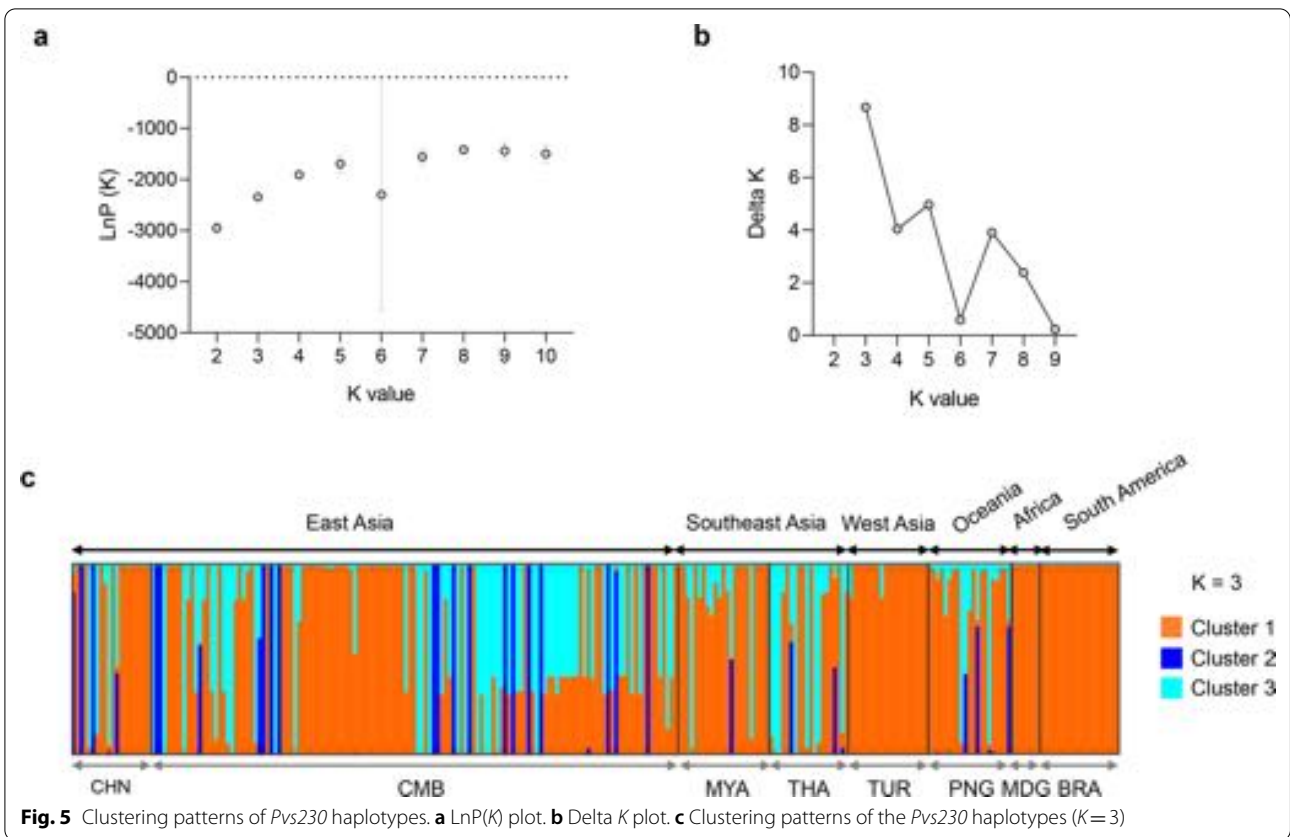 a
0
-1000
-2000
-3000
-4000
-5000
LnP (K)
2 3 4 5 6 7 8 9 10
K value
b
10
8
6
4
2
0
Delta K
2 3 4 5 6 7 8 9
K value
c
East Asia Southeast Asia West Asia Oceania Africa South America
K = 3
Cluster 1
Cluster 2
Cluster 3
CHN CMB MYA THA TUR PNG MDG BRA
Fig. 5 Clustering patterns of Pvs230 haplotypes. a LnP(K) plot. b Delta K plot. c Clustering patterns of the Pvs230 haplotypes (K = 3)